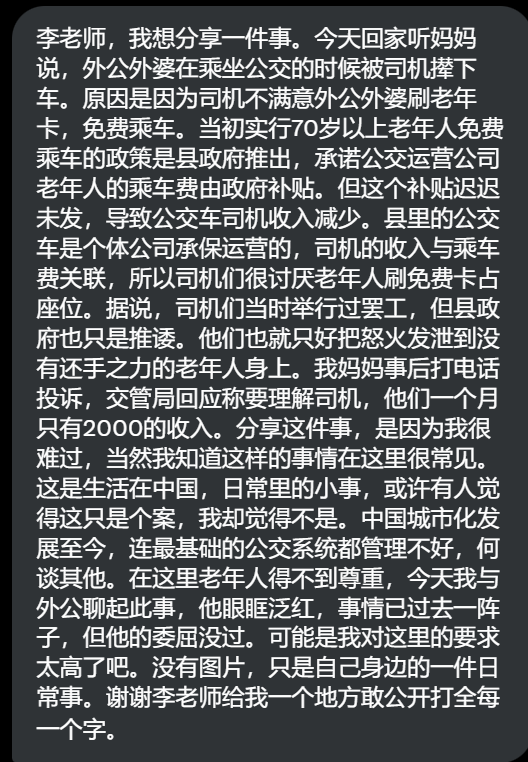 李老师，我想分享一件事。今天回家听妈妈
说，外公外婆在乘坐公交的时候被司机撵下
车。原因是因为司机不满意外公外婆刷老年
卡，免费乘车。当初实行70岁以上老年人免费
乘车的政策是县政府推出，承诺公交运营公司
老年人的乘车费由政府补贴。但这个补贴迟迟
未发，导致公交车司机收入减少。县里的公交
车是个体公司承保运营的，司机的收入与乘车
费关联，所以司机们很讨厌老年人刷免费卡占
座位。据说，司机们当时举行过罢工，但县政
府也只是推诿。他们也就只好把怒火发泄到没
有还手之力的老年人身上。我妈妈事后打电话
投诉，交管局回应称要理解司机，他们一个月
只有2000的收入。分享这件事，是因为我很
难过，当然我知道这样的事情在这里很常见。
这是生活在中国，日常里的小事，或许有人觉
得这只是个案，我却觉得不是。中国城市化发
展至今，连最基础的公交系统都管理不好，何
谈其他。在这里老年人得不到尊重，今天我与
外公聊起此事，他眼眶泛红，事情已过去一阵
子，但他的委屈没过。可能是我对这里的要求
太高了吧。没有图片，只是自己身边的一件日
常事。谢谢李老师给我一个地方敢公开打全每
一个字。